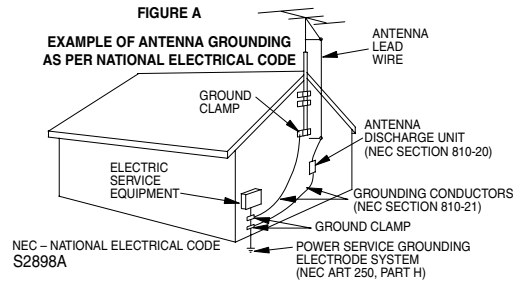 FIGURE A
EXAMPLE OF ANTENNA GROUNDING
AS PER NATIONAL ELECTRICAL CODE
ANTENNA
LEAD
WIRE
GROUND
CLAMP
ANTENNA
DISCHARGE UNIT
(NEC SECTION 810-20)
ELECTRIC
SERVICE
EQUIPMENT
GROUNDING CONDUCTORS
(NEC SECTION 810-21)
GROUND CLAMP
POWER SERVICE GROUNDING
ELECTRODE SYSTEM
(NEC ART 250, PART H)
NEC – NATIONAL ELECTRICAL CODE
S2898A